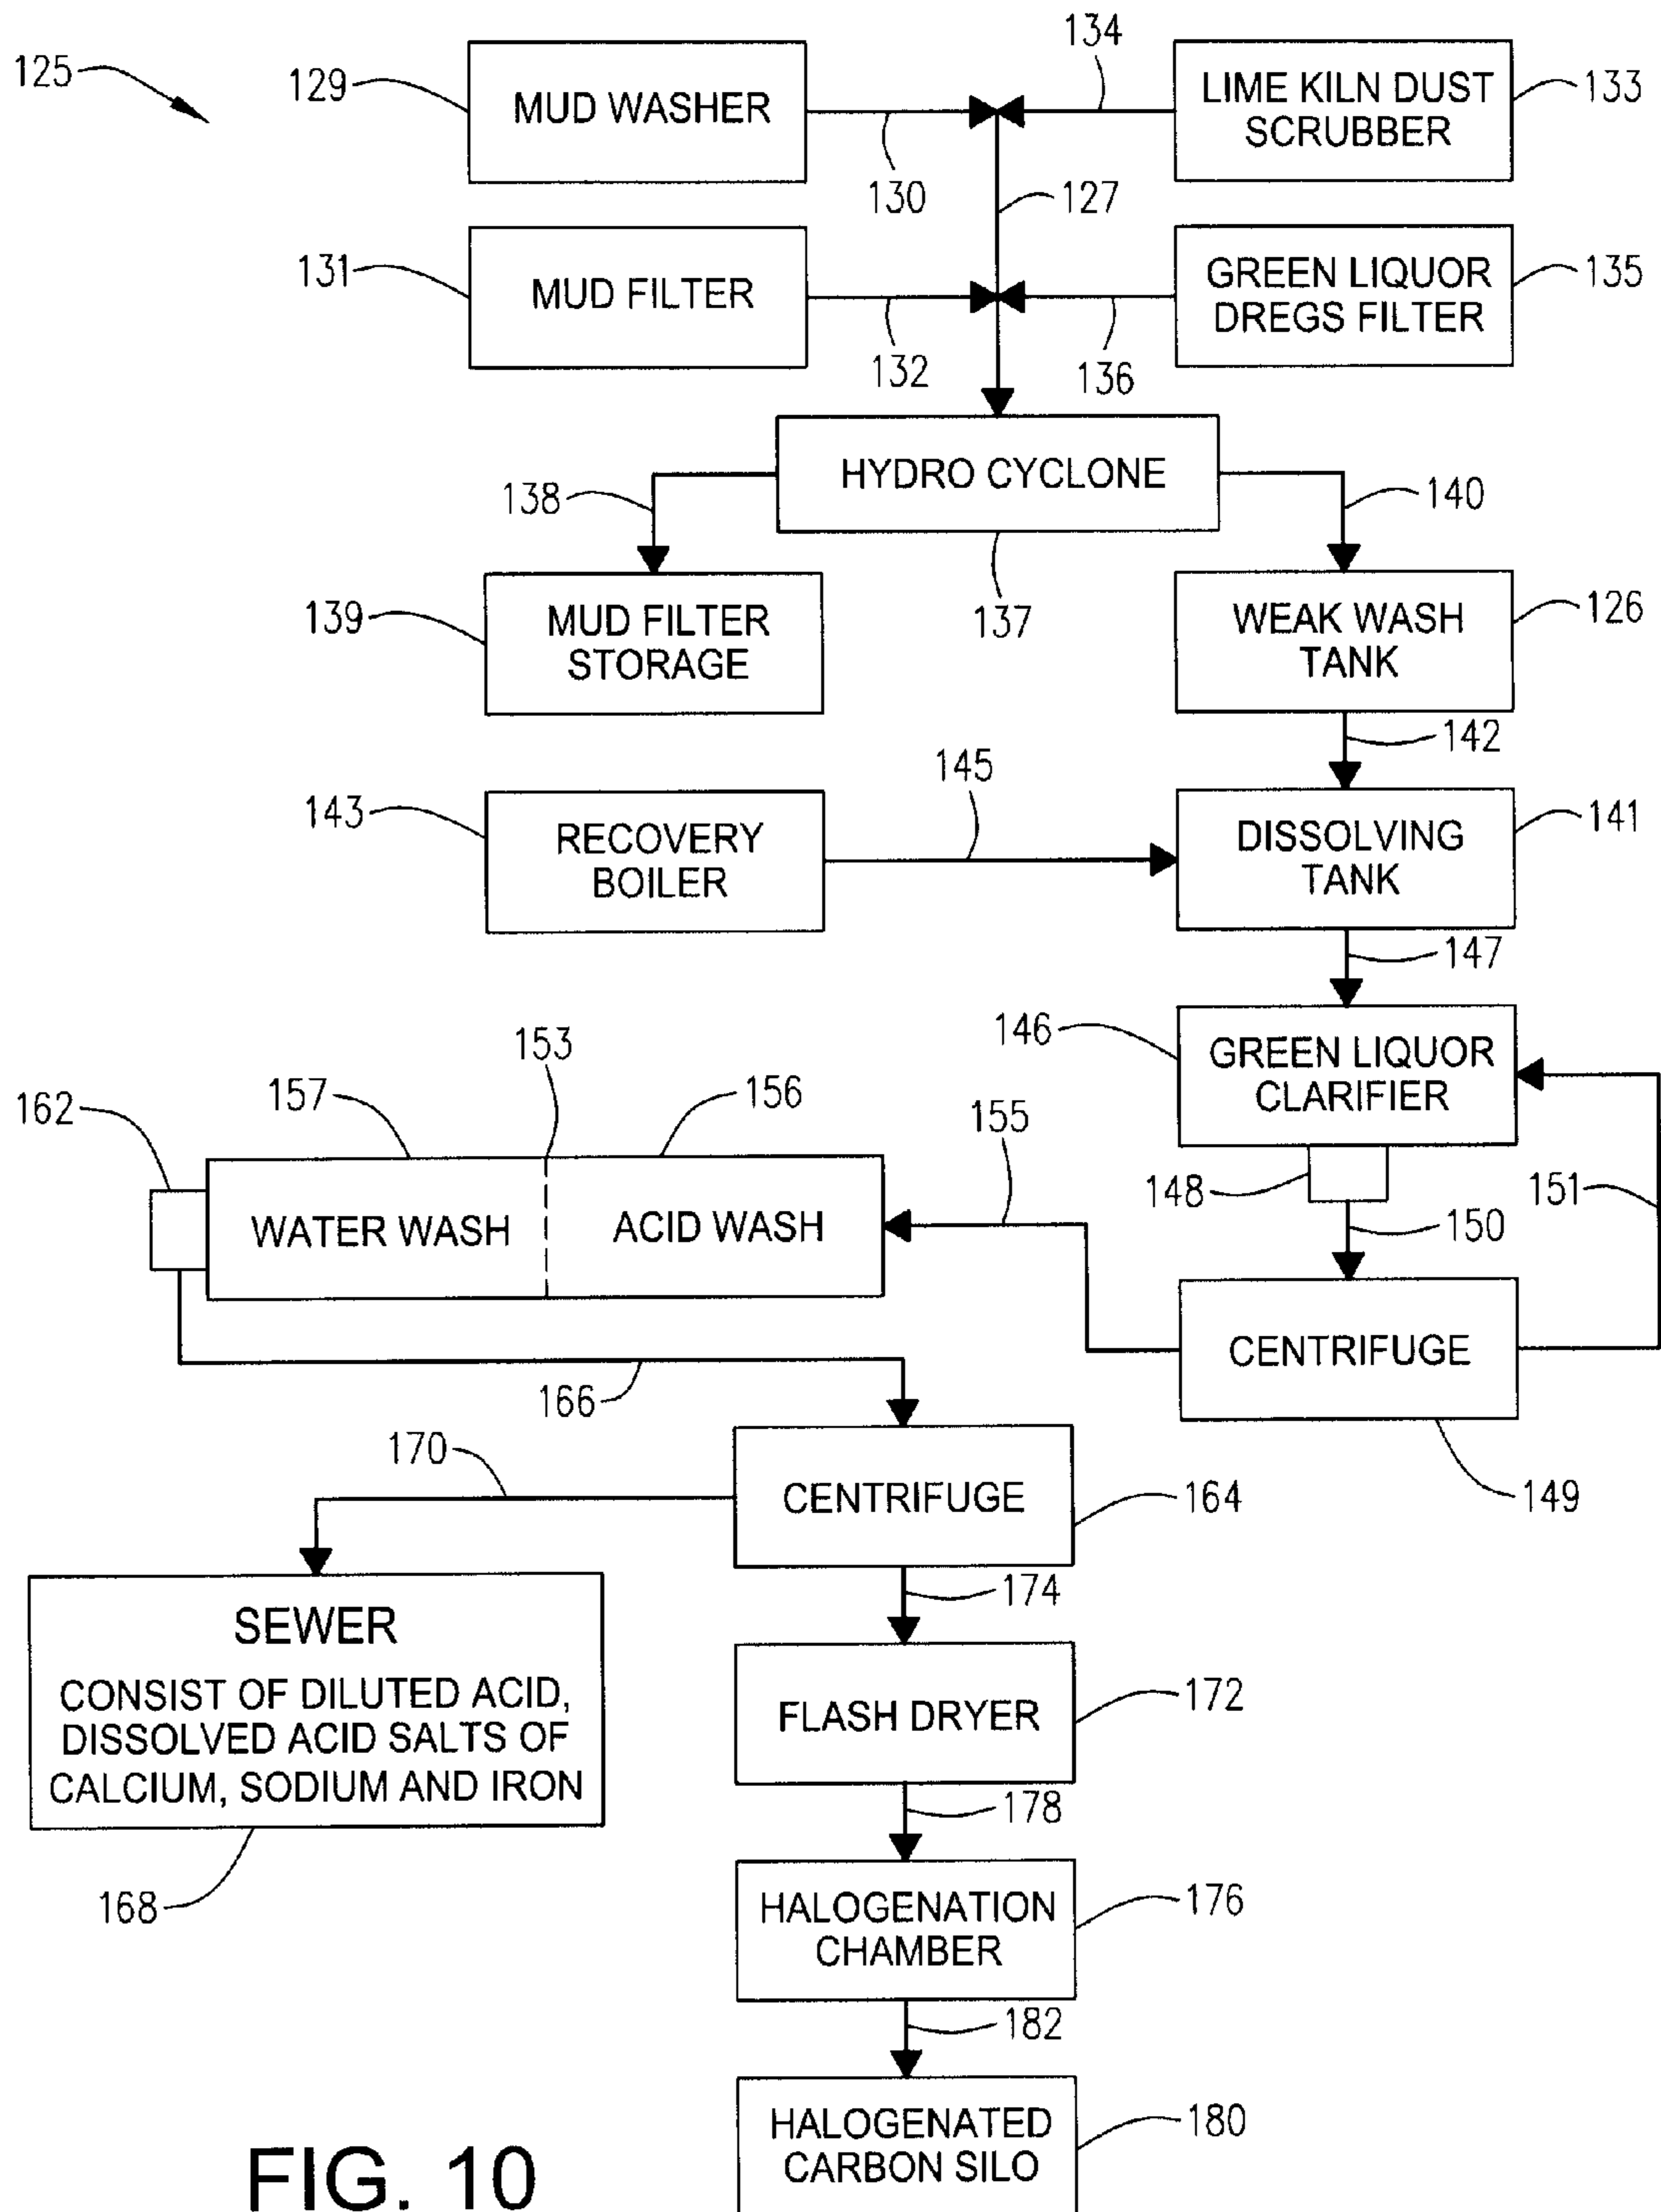 125
129
MUD WASHER
130
134
LIME KILN DUST
SCRUBBER
133
127
131
MUD FILTER
132
136
GREEN LIQUOR
DREGS FILTER
135
HYDRO CYCLONE
137
138
140
139
MUD FILTER
STORAGE
WEAK WASH
TANK
126
142
143
RECOVERY
BOILER
145
DISSOLVING
TANK
141
147
146
GREEN LIQUOR
CLARIFIER
148
150
151
162
157
153
156
155
WATER WASH
ACID WASH
CENTRIFUGE
149
166
170
CENTRIFUGE
164
SEWER
CONSIST OF DILUTED ACID,
DISSOLVED ACID SALTS OF
CALCIUM, SODIUM AND IRON
168
174
FLASH DRYER
172
178
HALOGENATION
CHAMBER
176
182
HALOGENATED
CARBON SILO
180
FIG. 10